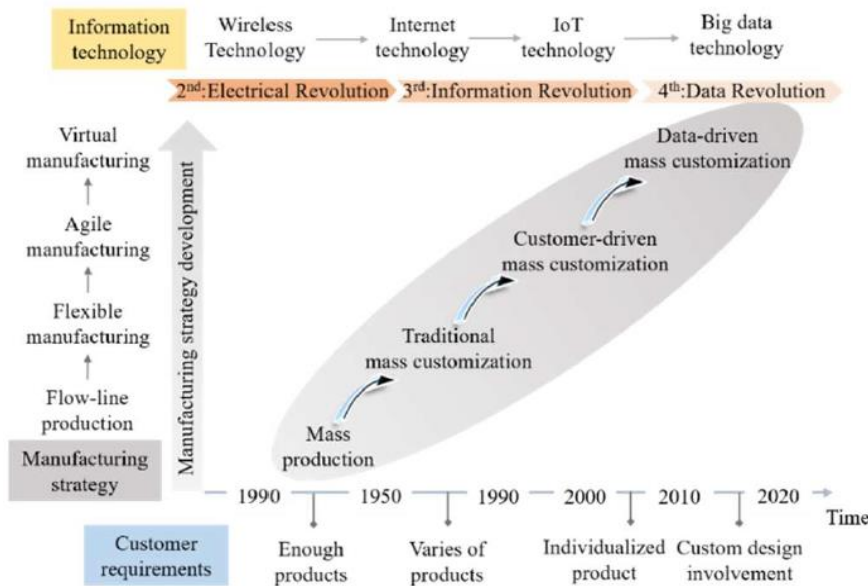 Information
technology
Wireless
Technology
Internet
technology
IoT
technology
Big data
technology
2nd:Electrical Revolution
3rd:Information Revolution
4th:Data Revolution
Virtual
manufacturing
Agile
manufacturing
Flexible
manufacturing
Flow-line
production
Manufacturing
strategy
Manufacturing strategy development
Data-driven
mass customization
Customer-driven
mass customization
Traditional
mass customization
Mass
production
1990 1950 1990 2000 2010 2020
Time
Customer
requirements
Enough
products
Varies of
products
Individualized
product
Custom design
involvement